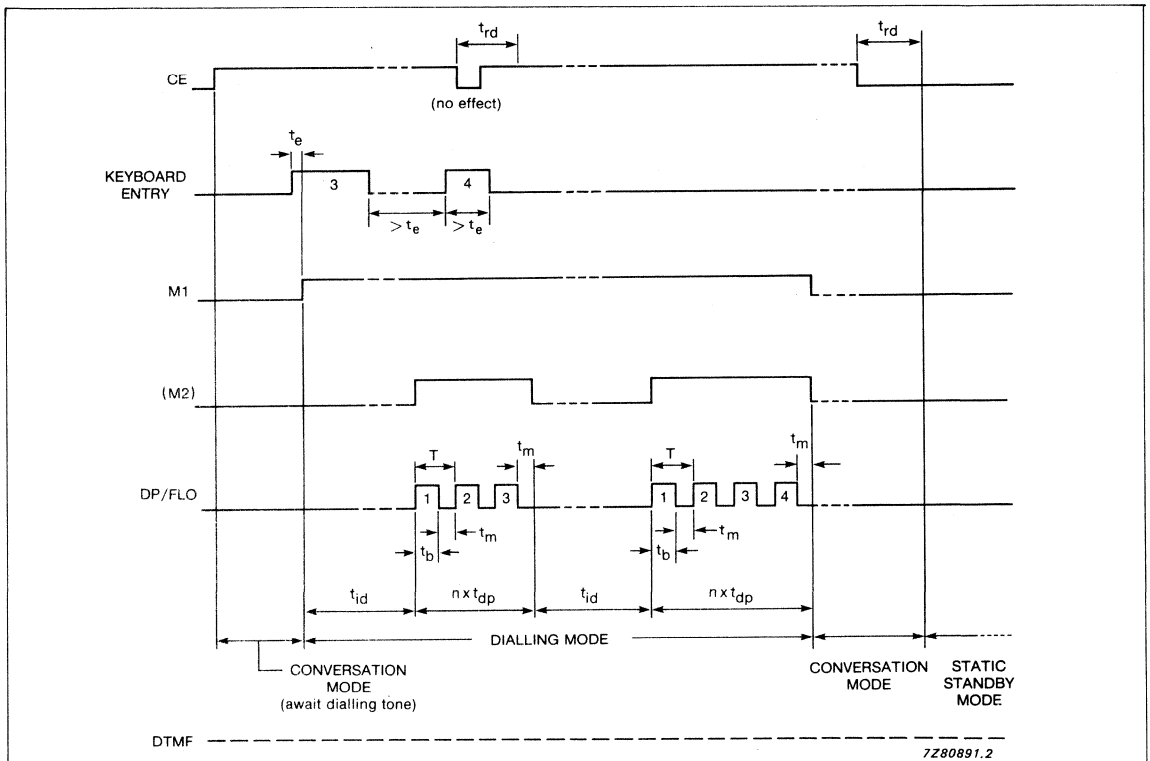 t_rd
t_rd
CE
(no effect)
t_e
KEYBOARD
ENTRY
3
4
> t_e
> t_e
M1
(M2)
T
t_m
T
t_m
DP/FLO
1
2
3
1
2
3
4
t_m
t_m
t_b
t_b
t_id
n x t_dp
t_id
n x t_dp
DIALLING MODE
CONVERSATION
MODE
(await dialling tone)
CONVERSATION
MODE
STATIC
STANDBY
MODE
DTMF
7Z80891.2